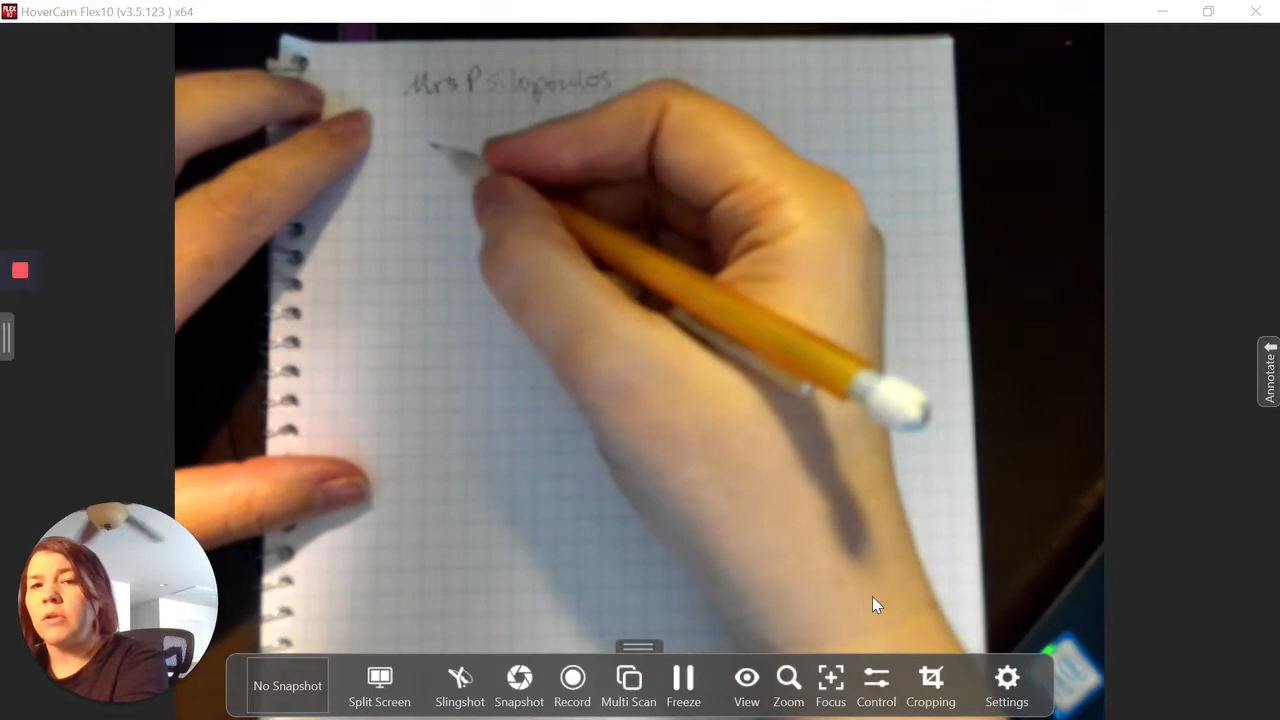 HoverCam Flex10 (v3.5.123 ) x64
Mrs Psilopoulos
Annotate
No Snapshot
Split Screen
Slingshot
Snapshot
Record
Multi Scan
Freeze
View
Zoom
Focus
Control
Cropping
Settings